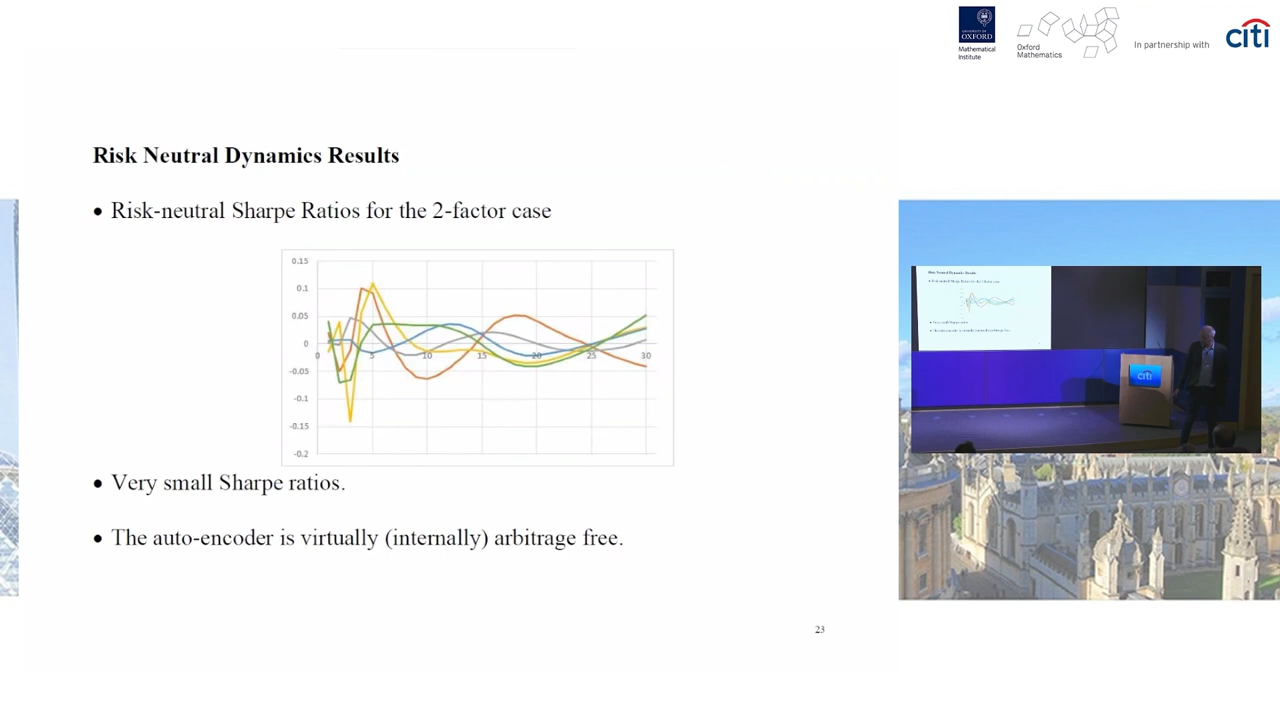 UNIVERSITY OF
OXFORD
Mathematical
Institute
Oxford
Mathematics
In partnership with
citi
Risk Neutral Dynamics Results
• Risk-neutral Sharpe Ratios for the 2-factor case
0.15
0.1
0.05
0
-0.05
-0.1
-0.15
-0.2
0 5 10 15 20 25 30
• Very small Sharpe ratios.
• The auto-encoder is virtually (internally) arbitrage free.
23
citi